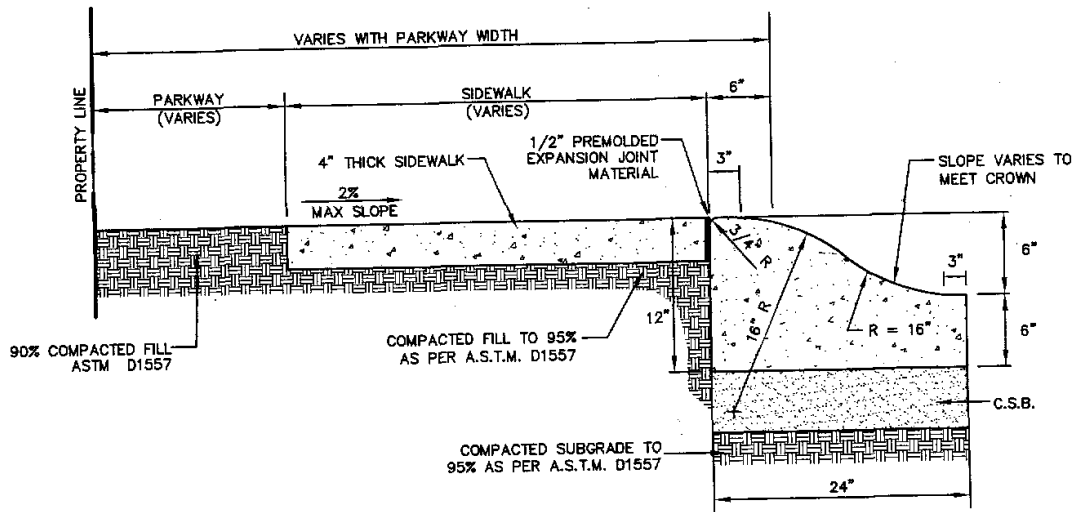 VARIES WITH PARKWAY WIDTH
PROPERTY LINE
PARKWAY
(VARIES)
SIDEWALK
(VARIES)
6"
1/2" PREMOLDED
EXPANSION JOINT
MATERIAL
3"
4" THICK SIDEWALK
SLOPE VARIES TO
MEET CROWN
2%
MAX SLOPE
3/4" R
6"
3"
12"
16" R
R = 16"
6"
90% COMPACTED FILL
ASTM D1557
COMPACTED FILL TO 95%
AS PER A.S.T.M. D1557
C.S.B.
COMPACTED SUBGRADE TO
95% AS PER A.S.T.M. D1557
24"